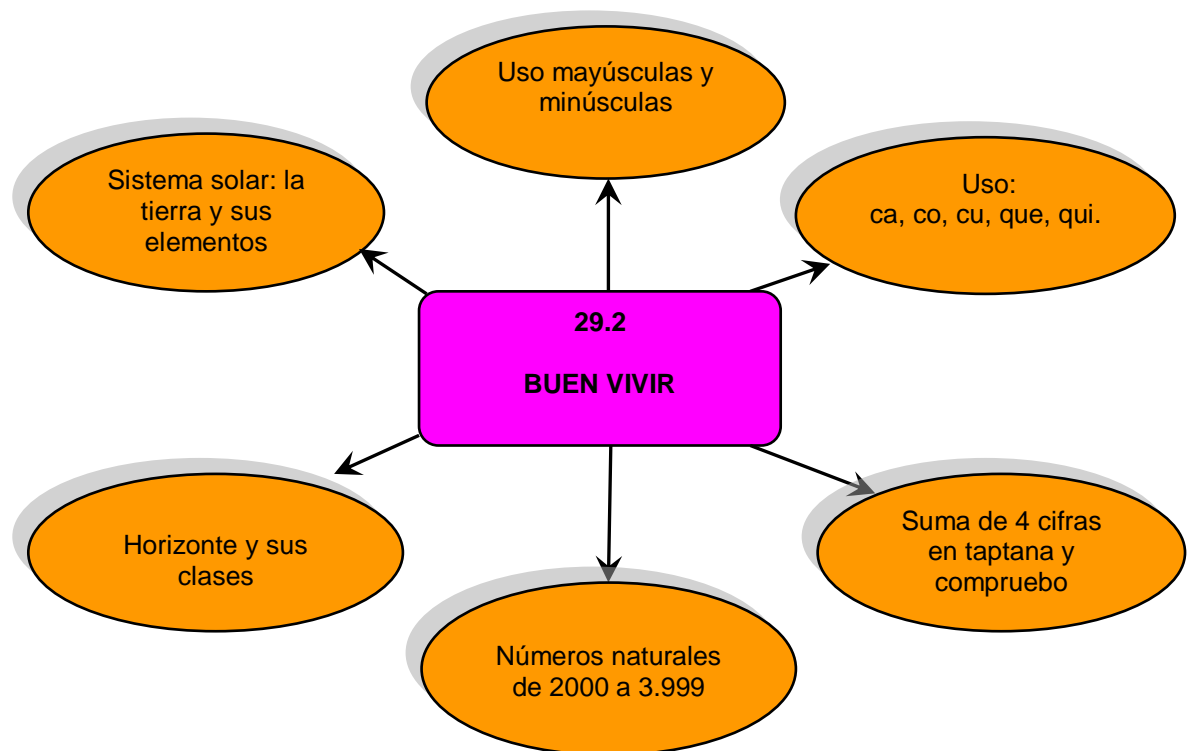 Uso mayúsculas y
minúsculas
Sistema solar: la
tierra y sus
elementos
Uso:
ca, co, cu, que, qui.
29.2
BUEN VIVIR
Horizonte y sus
clases
Suma de 4 cifras
en taptana y
compruebo
Números naturales
de 2000 a 3.999